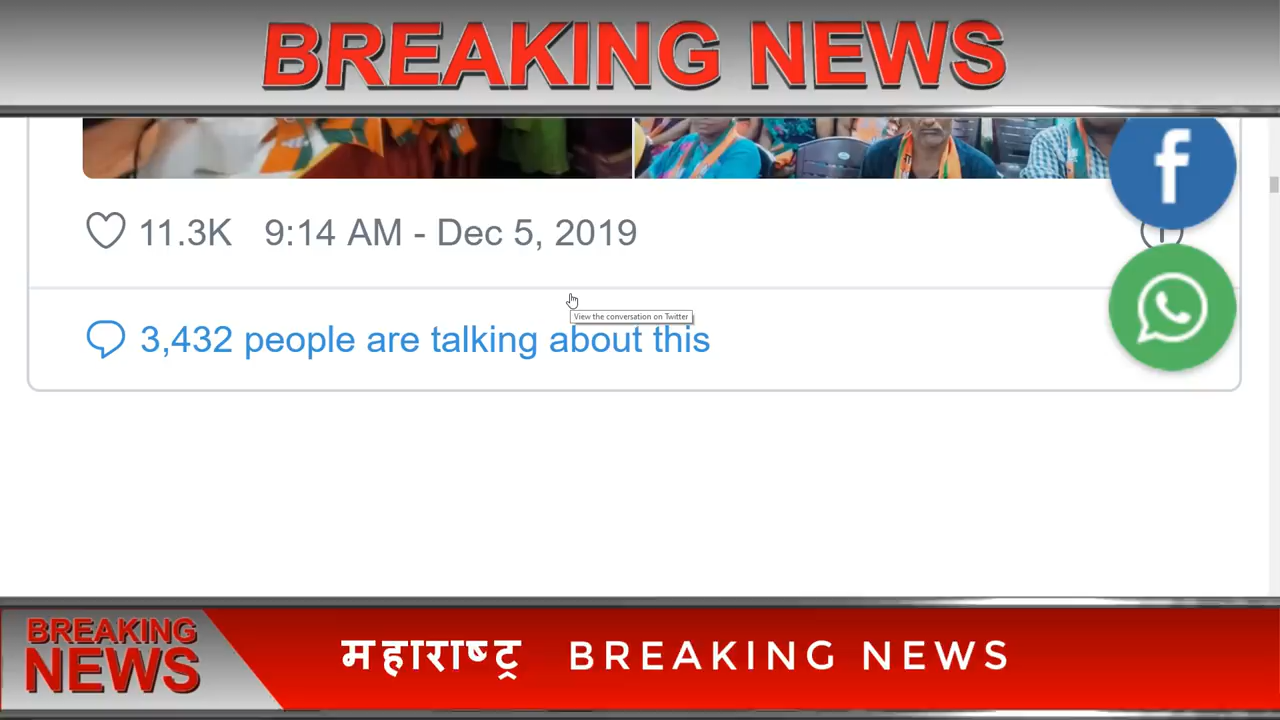 BREAKING NEWS
11.3K 9:14 AM - Dec 5, 2019
View the conversation on Twitter
3,432 people are talking about this
BREAKING
NEWS
महाराष्ट्र BREAKING NEWS